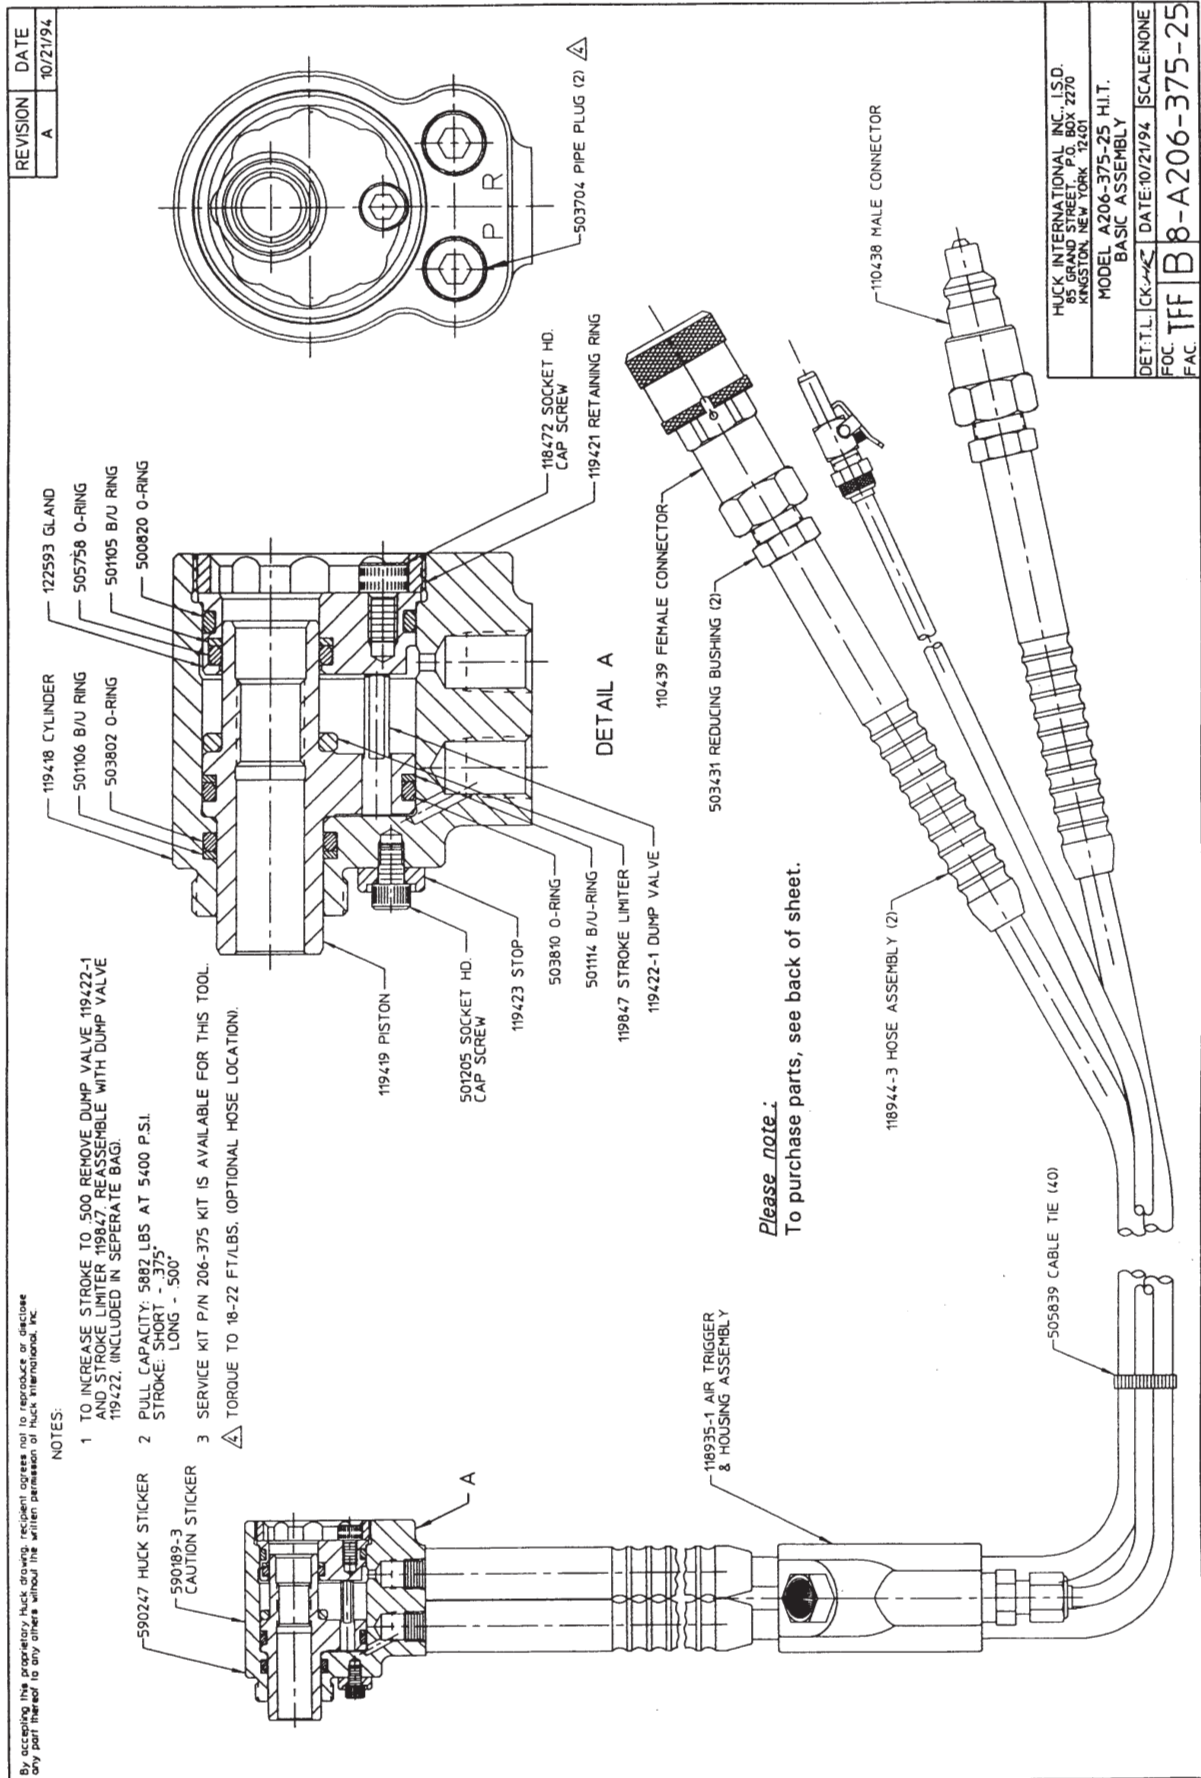 By accepting this proprietary Huck drawing, recipient agrees not to reproduce or disclose
any part thereof to any others without the written permission of Huck International, Inc.
REVISION DATE
A 10/21/94
NOTES:
1 TO INCREASE STROKE TO .500 REMOVE DUMP VALVE 119422-1
AND STROKE LIMITER 119847. REASSEMBLE WITH DUMP VALVE
119422. (INCLUDED IN SEPERATE BAG).
2 PULL CAPACITY: 5882 LBS AT 5400 P.S.I.
STROKE: SHORT - .375"
LONG - .500"
3 SERVICE KIT P/N 206-375 KIT IS AVAILABLE FOR THIS TOOL.
4 TORQUE TO 18-22 FT/LBS. (OPTIONAL HOSE LOCATION).
590247 HUCK STICKER
590189-3
CAUTION STICKER
A
118935-1 AIR TRIGGER
& HOUSING ASSEMBLY
505839 CABLE TIE (40)
119418 CYLINDER
501106 B/U RING
503802 O-RING
122593 GLAND
505758 O-RING
501105 B/U RING
500820 O-RING
118472 SOCKET HD.
CAP SCREW
119421 RETAINING RING
119419 PISTON
501205 SOCKET HD.
CAP SCREW
119423 STOP
503810 O-RING
501114 B/U-RING
119847 STROKE LIMITER
119422-1 DUMP VALVE
DETAIL A
P R
503704 PIPE PLUG (2) 4
Please note:
To purchase parts, see back of sheet.
110439 FEMALE CONNECTOR
503431 REDUCING BUSHING (2)
118944-3 HOSE ASSEMBLY (2)
110438 MALE CONNECTOR
HUCK INTERNATIONAL INC., I.S.D.
85 GRAND STREET, P.O. BOX 2270
KINGSTON, NEW YORK 12401
MODEL A206-375-25 H.I.T.
BASIC ASSEMBLY
DET:T.L. CK: DATE:10/21/94 SCALE:NONE
FOC. TFF B 8-A206-375-25
FAC.